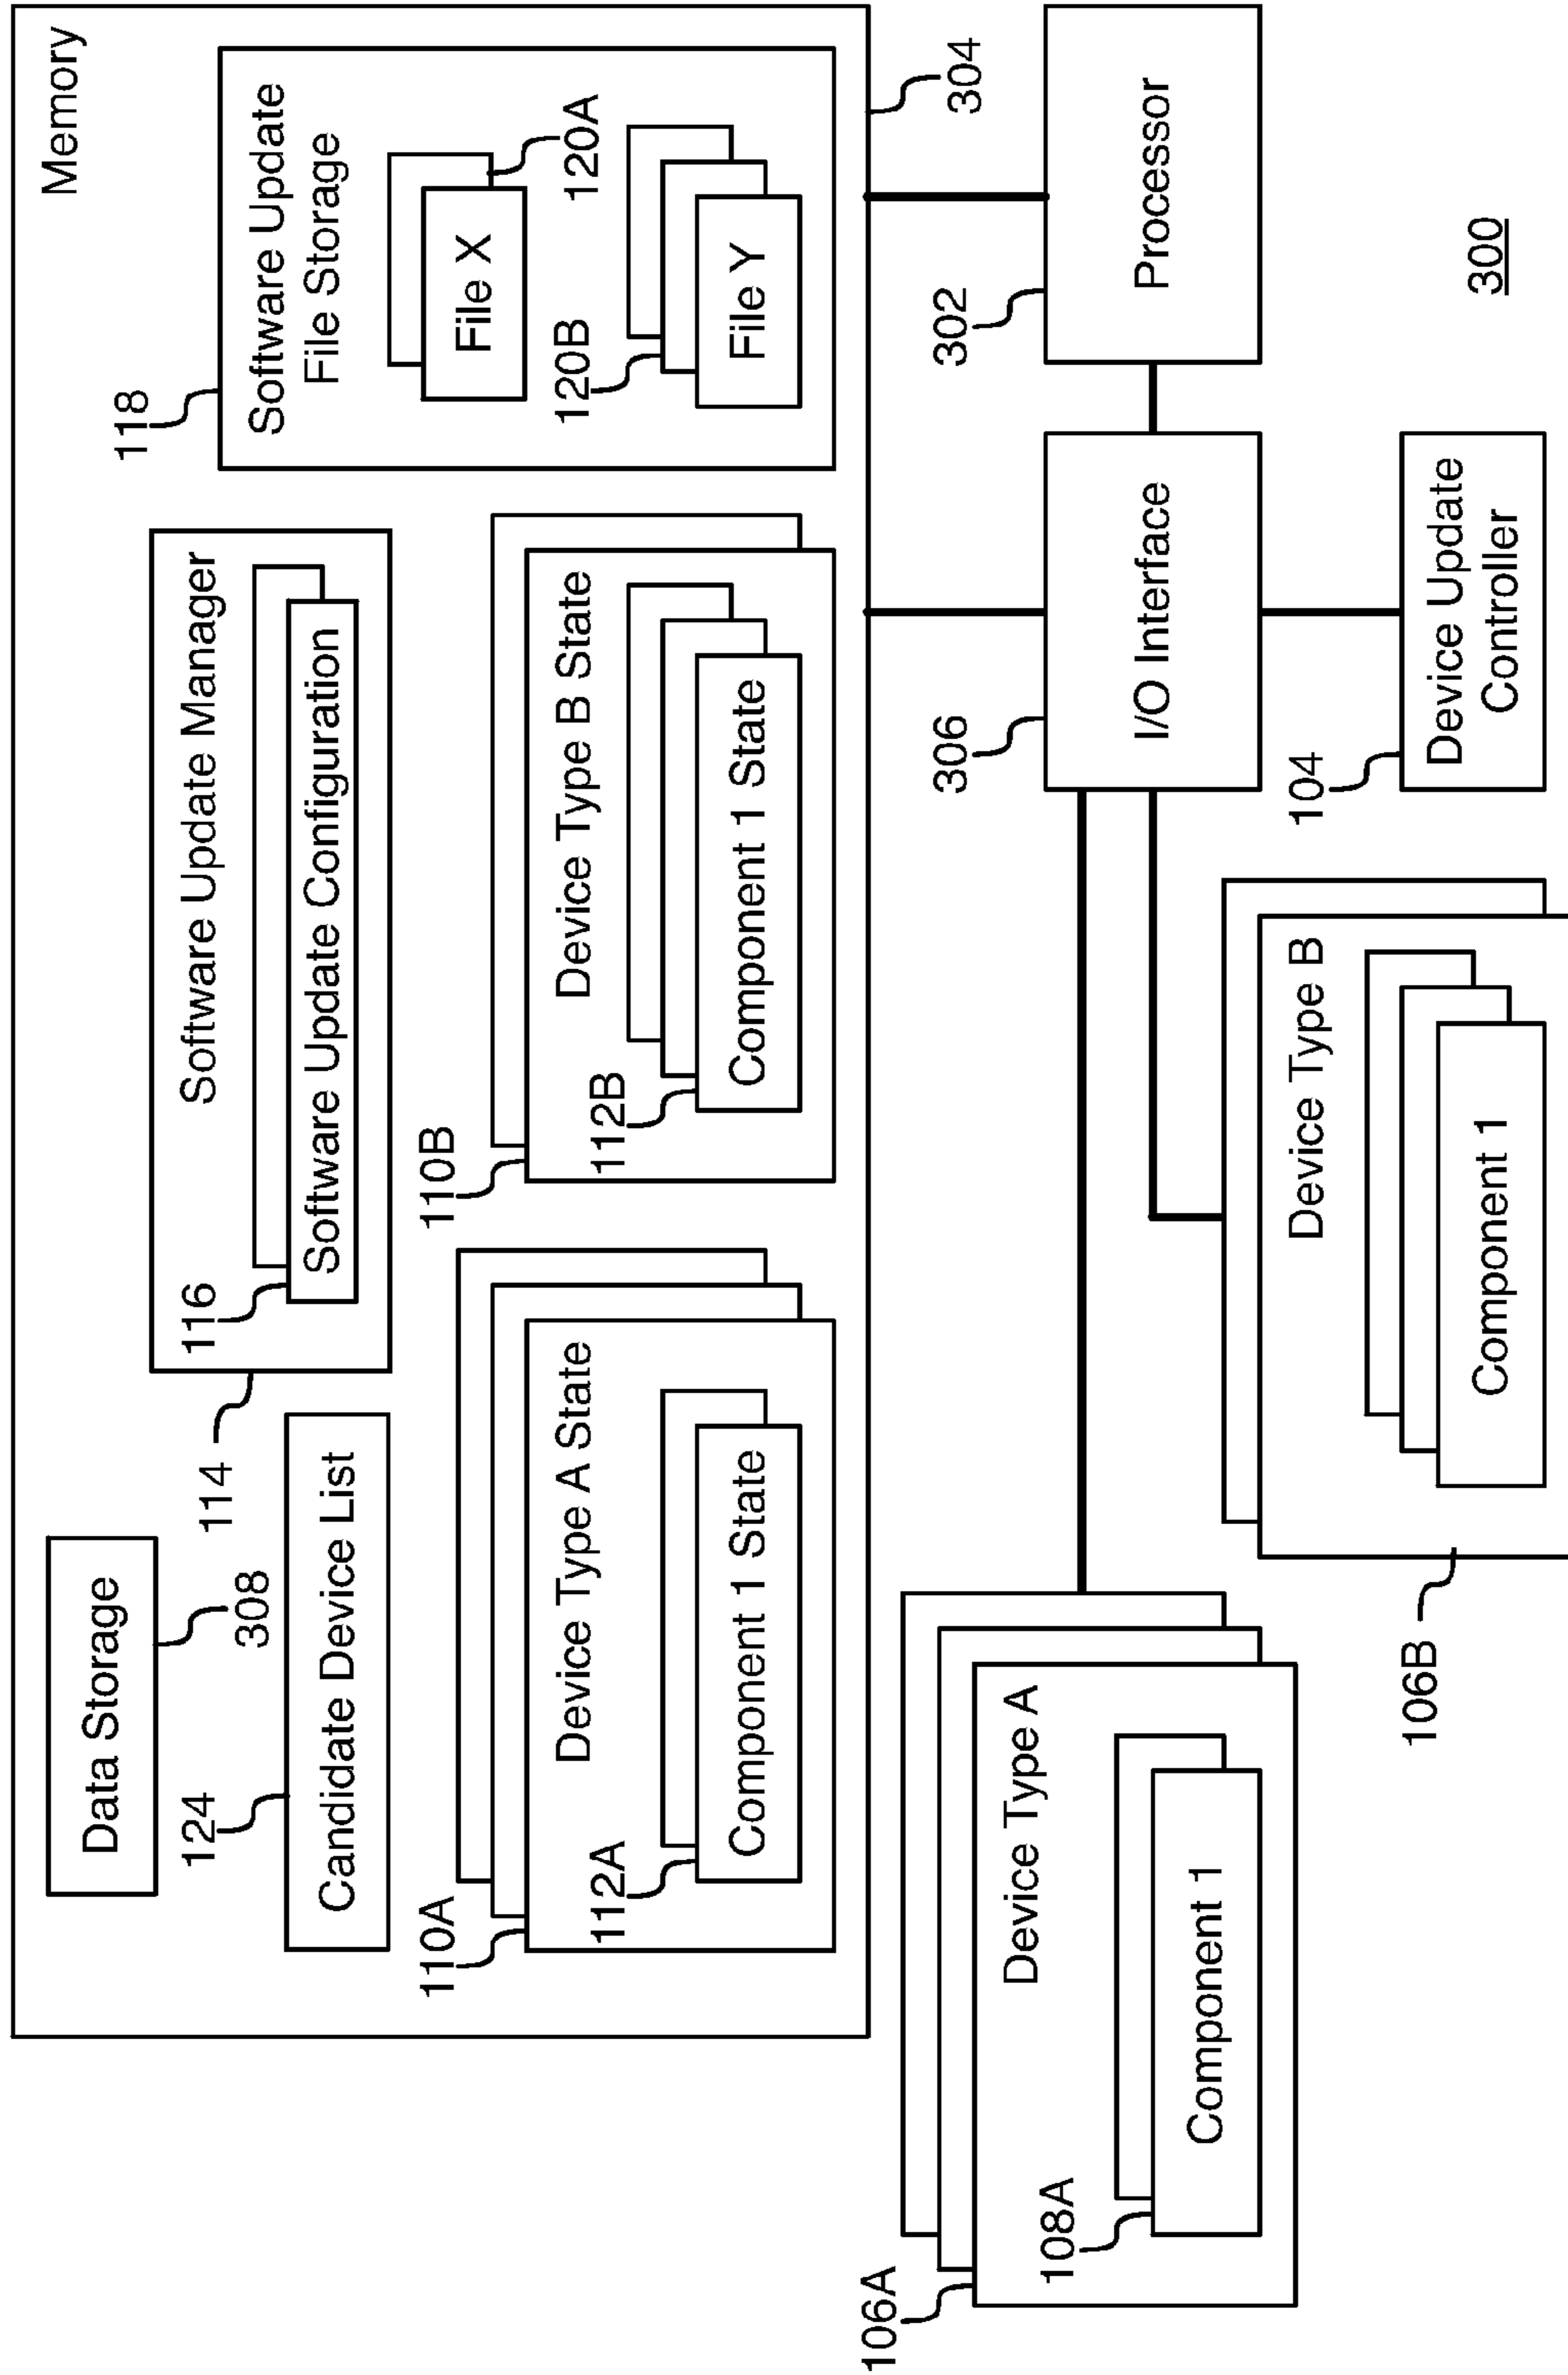 Memory
Data Storage
308
124
Candidate Device List
114
Software Update Manager
116
Software Update Configuration
118
Software Update
File Storage
File X
120A
120B
File Y
110A
Device Type A State
112A
Component 1 State
110B
Device Type B State
112B
Component 1 State
304
106A
Device Type A
108A
Component 1
106B
Device Type B
Component 1
306
I/O Interface
302
Processor
104
Device Update
Controller
300